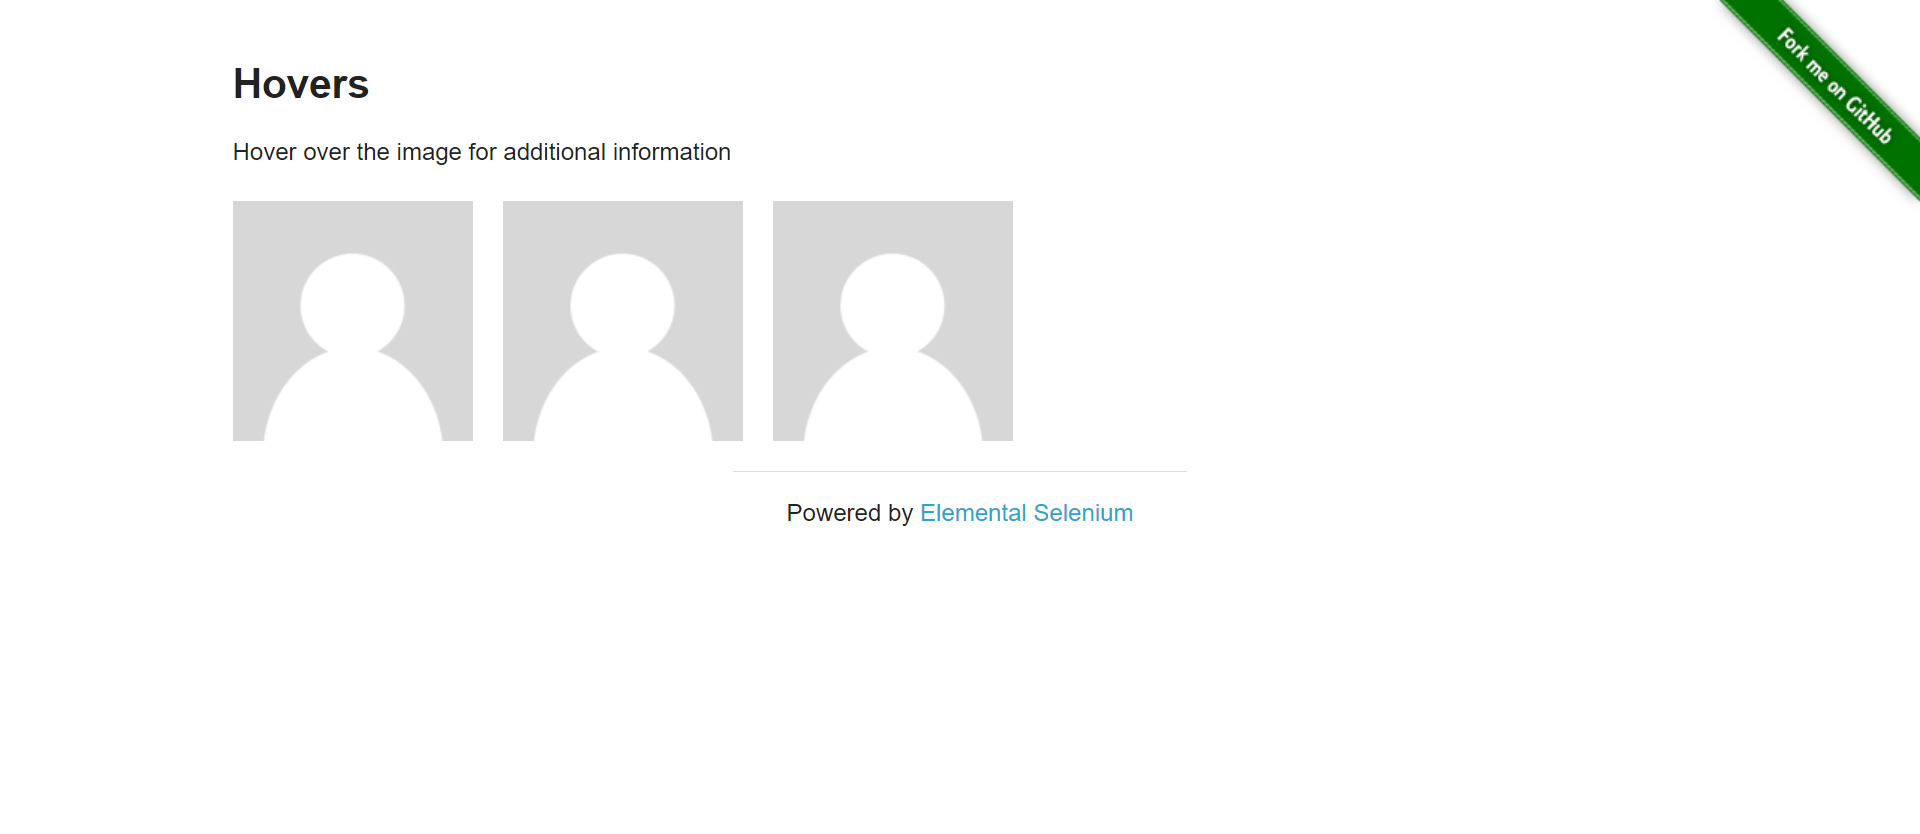 Fork me on GitHub
Hovers
Hover over the image for additional information
Powered by Elemental Selenium